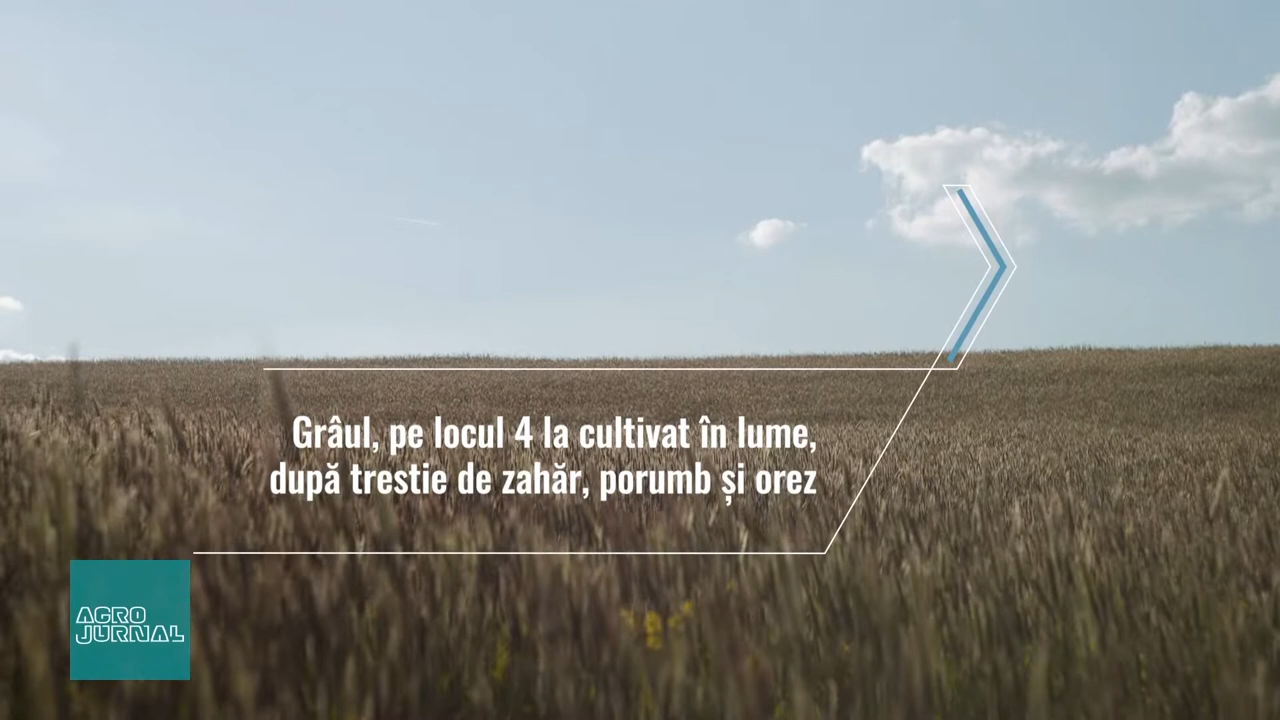 Grâul, pe locul 4 la cultivat în lume,
după trestie de zahăr, porumb și orez
AGRO
JURNAL